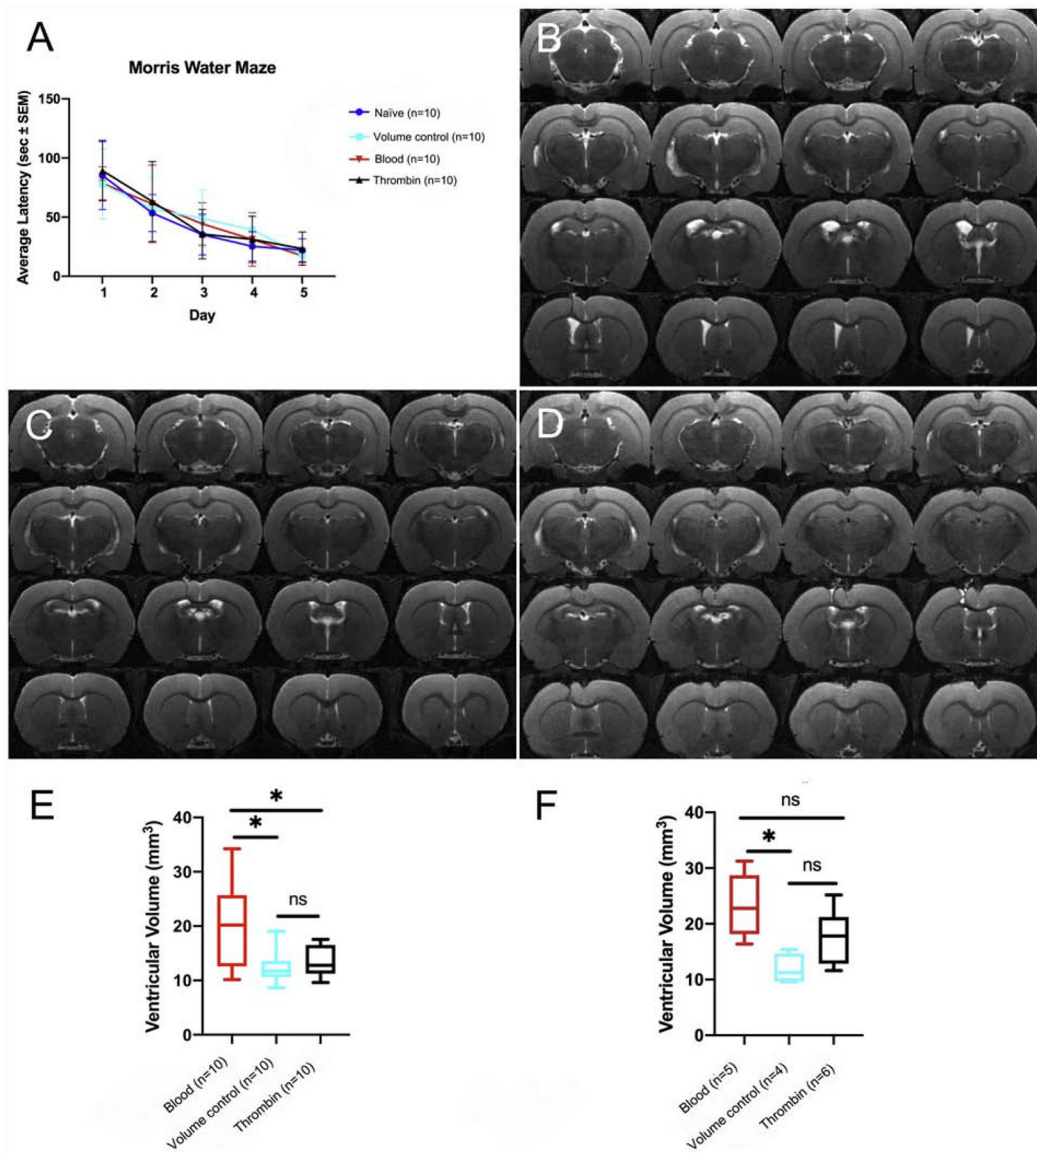 A
Morris Water Maze
Average Latency (sec ± SEM)
150
100
50
0
1 2 3 4 5
Day
Naïve (n=10)
Volume control (n=10)
Blood (n=10)
Thrombin (n=10)
B
C
D
E
Ventricular Volume (mm³)
40
30
20
10
0
*
*
ns
Blood (n=10)
Volume control (n=10)
Thrombin (n=10)
F
Ventricular Volume (mm³)
40
30
20
10
0
ns
*
ns
Blood (n=5)
Volume control (n=4)
Thrombin (n=6)